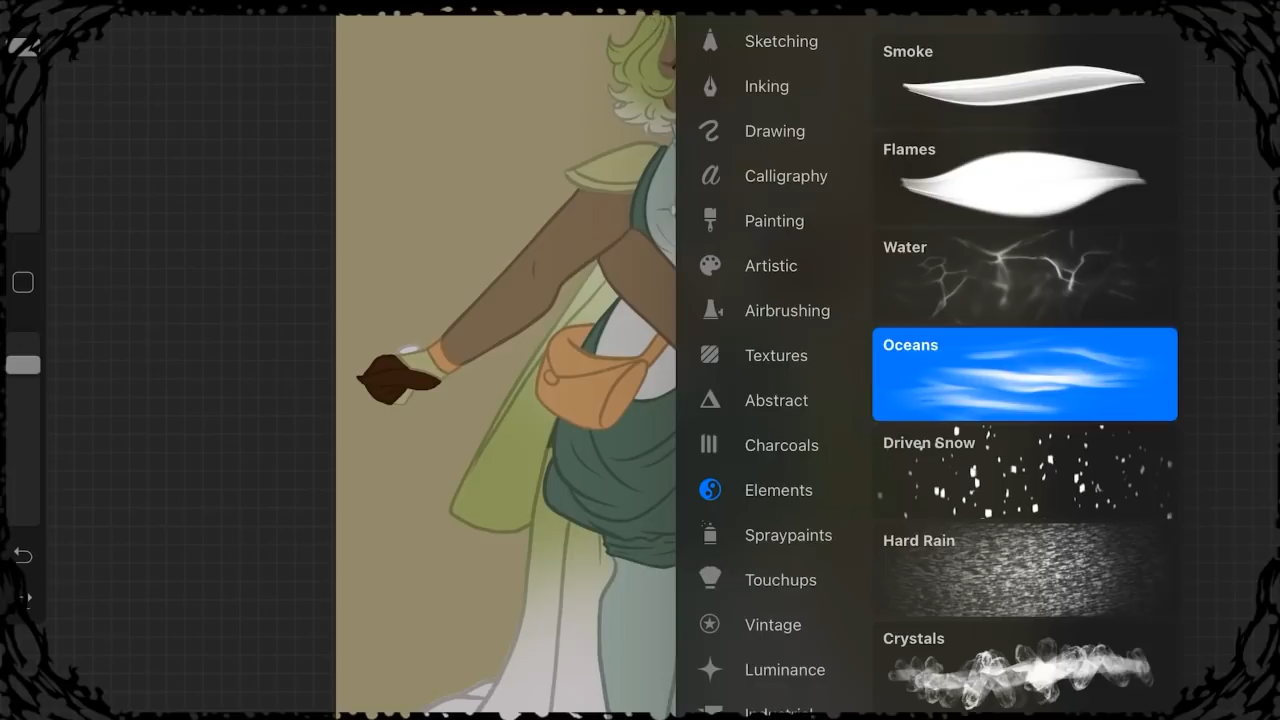 Sketching
Inking
Drawing
Calligraphy
Painting
Artistic
Airbrushing
Textures
Abstract
Charcoals
Elements
Spraypaints
Touchups
Vintage
Luminance
Industrial
Smoke
Flames
Water
Oceans
Driven Snow
Hard Rain
Crystals